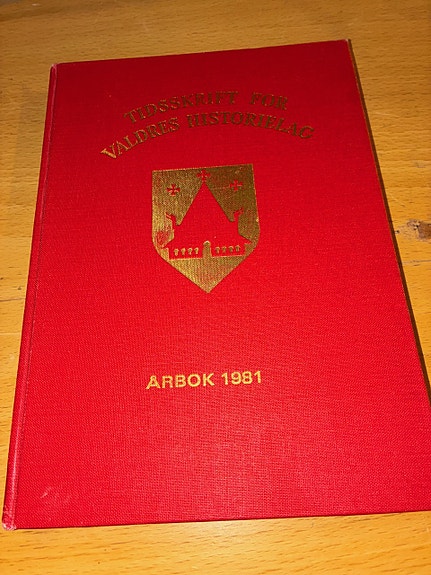 TIDSSKRIFT FOR
VALDRES HISTORIELAG
ÅRBOK 1981